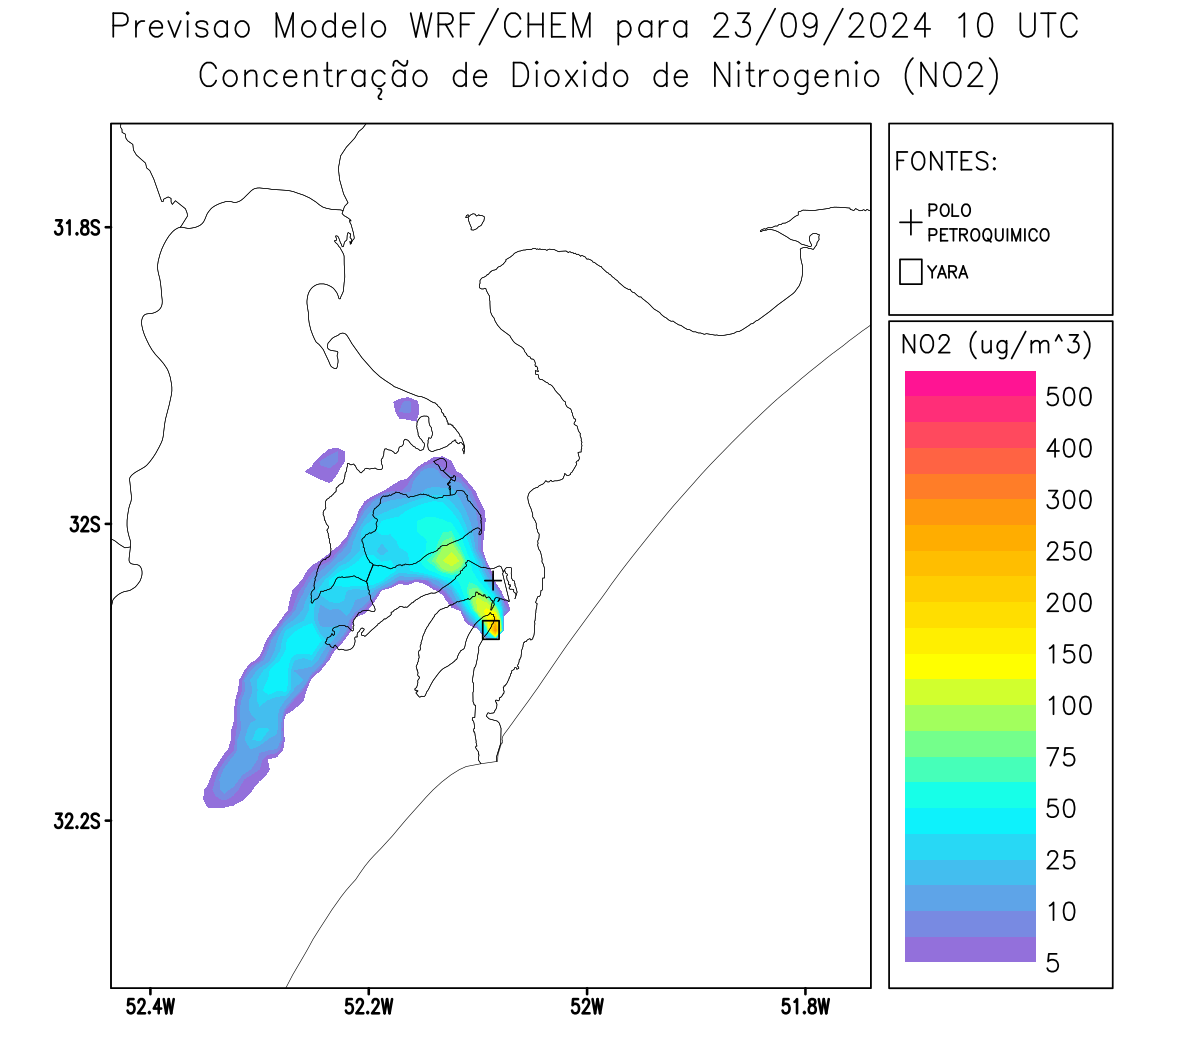 Previsao Modelo WRF/CHEM para 23/09/2024 10 UTC
Concentração de Dioxido de Nitrogenio (NO2)
FONTES:
POLO
PETROQUIMICO
YARA
NO2 (ug/m^3)
500
400
300
250
200
150
100
75
50
25
10
5
31.8S
32S
32.2S
52.4W
52.2W
52W
51.8W